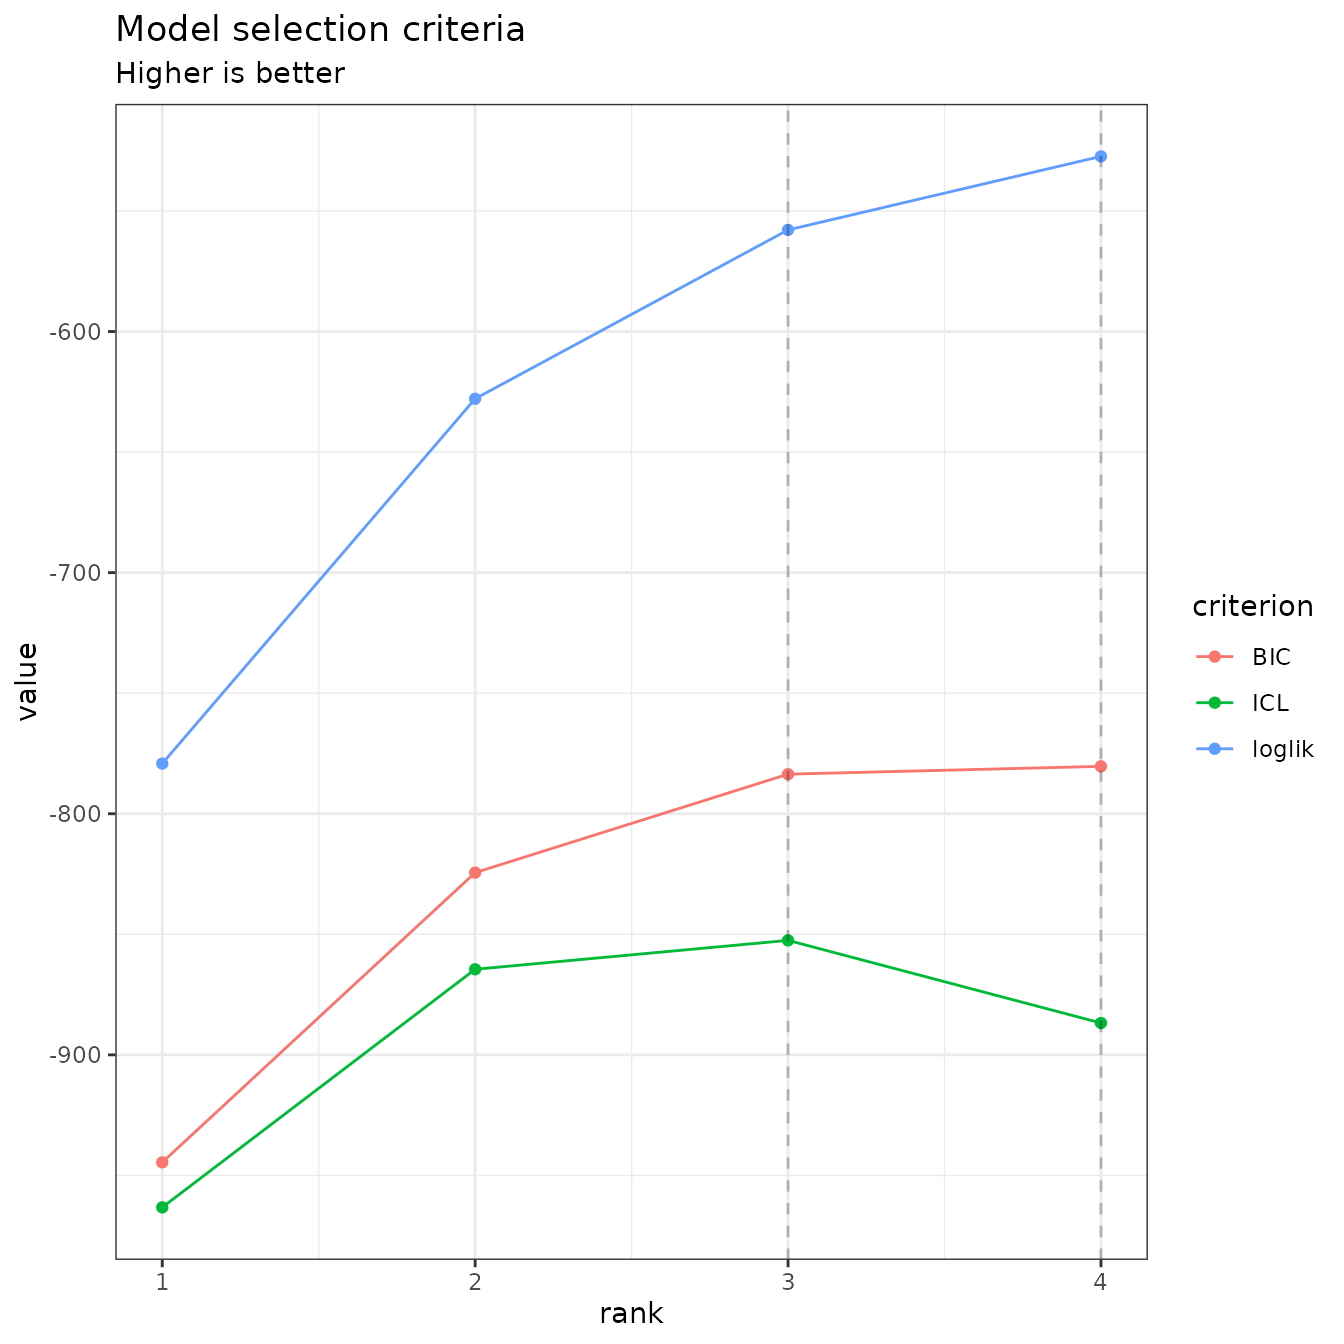 Model selection criteria
Higher is better
value
-600
-700
-800
-900
1 2 3 4
rank
criterion
BIC
ICL
loglik